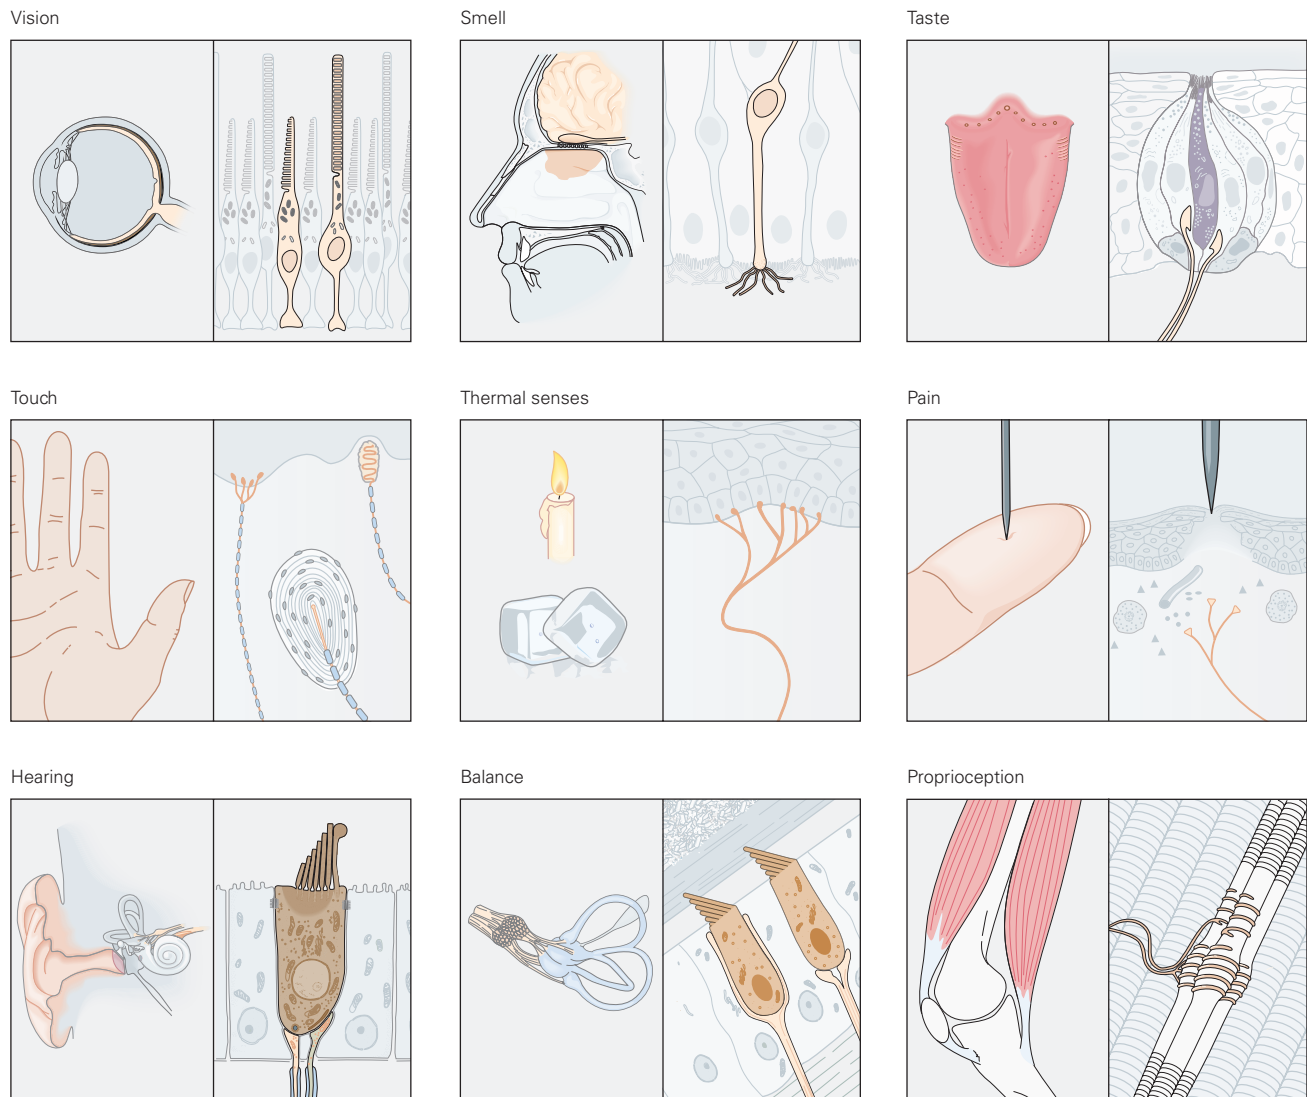 Vision
Smell
Taste
Touch
Thermal senses
Pain
Hearing
Balance
Proprioception